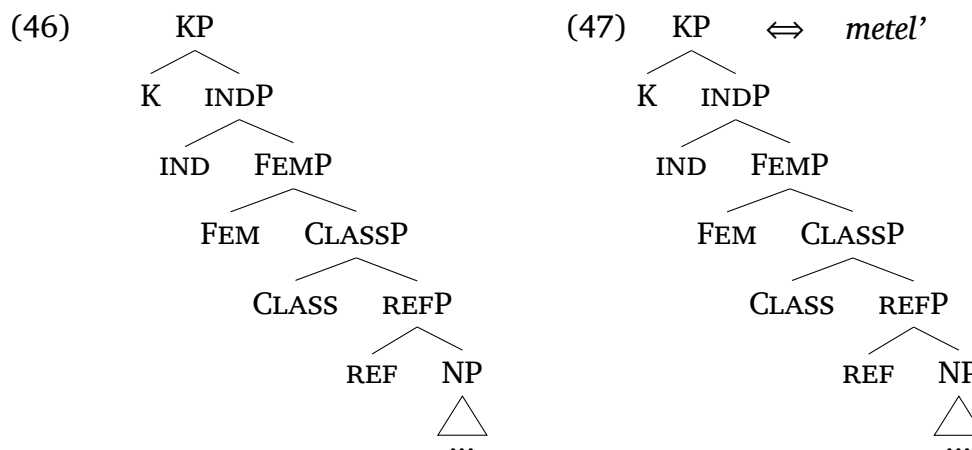 (46) KP (47) KP ⇔ metel’
K INDP K INDP
IND FEMP IND FEMP
FEM CLASSP FEM CLASSP
CLASS REFP CLASS REFP
REF NP REF NP
... ...